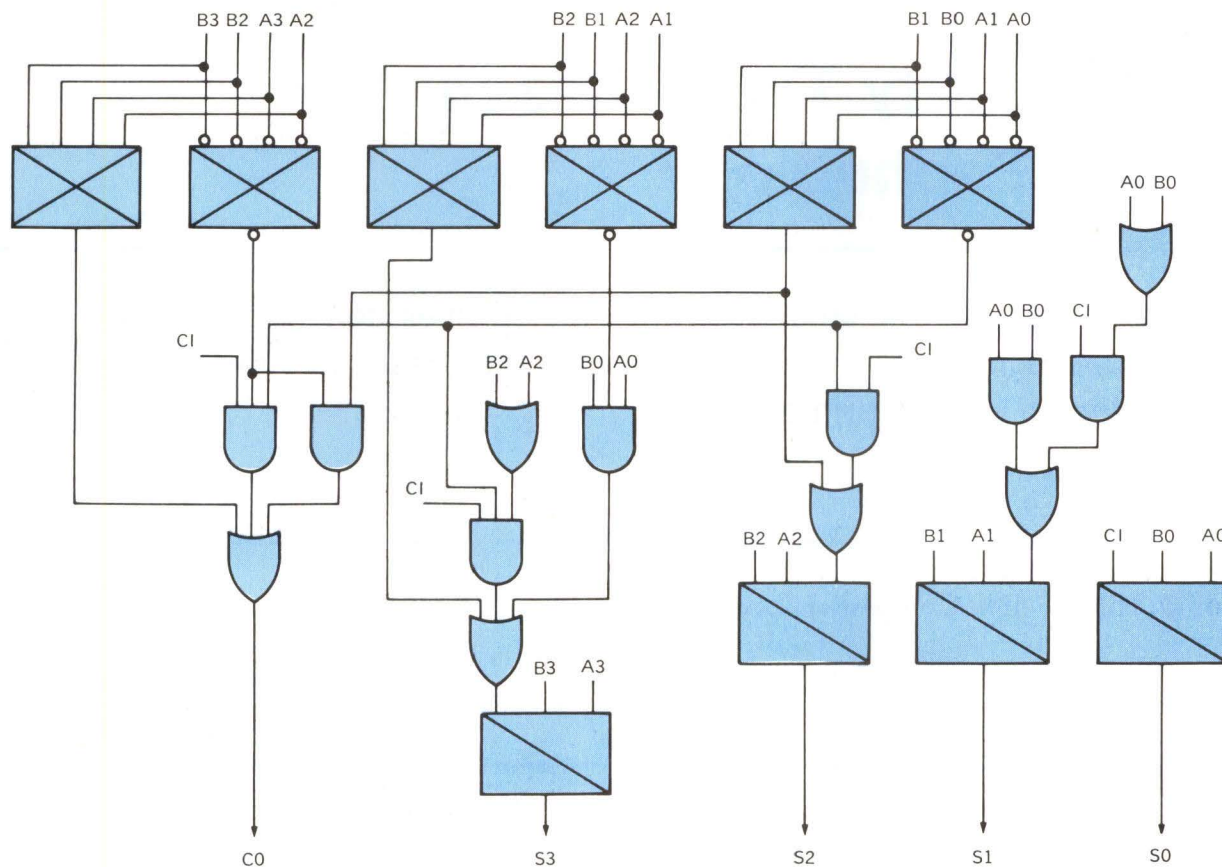 B3 B2 A3 A2
B2 B1 A2 A1
B1 B0 A1 A0
A0 B0
A0 B0
CI
CI
CI
B2 A2
B0 A0
CI
B2 A2
B1 A1
CI B0 A0
B3 A3
C0
S3
S2
S1
S0